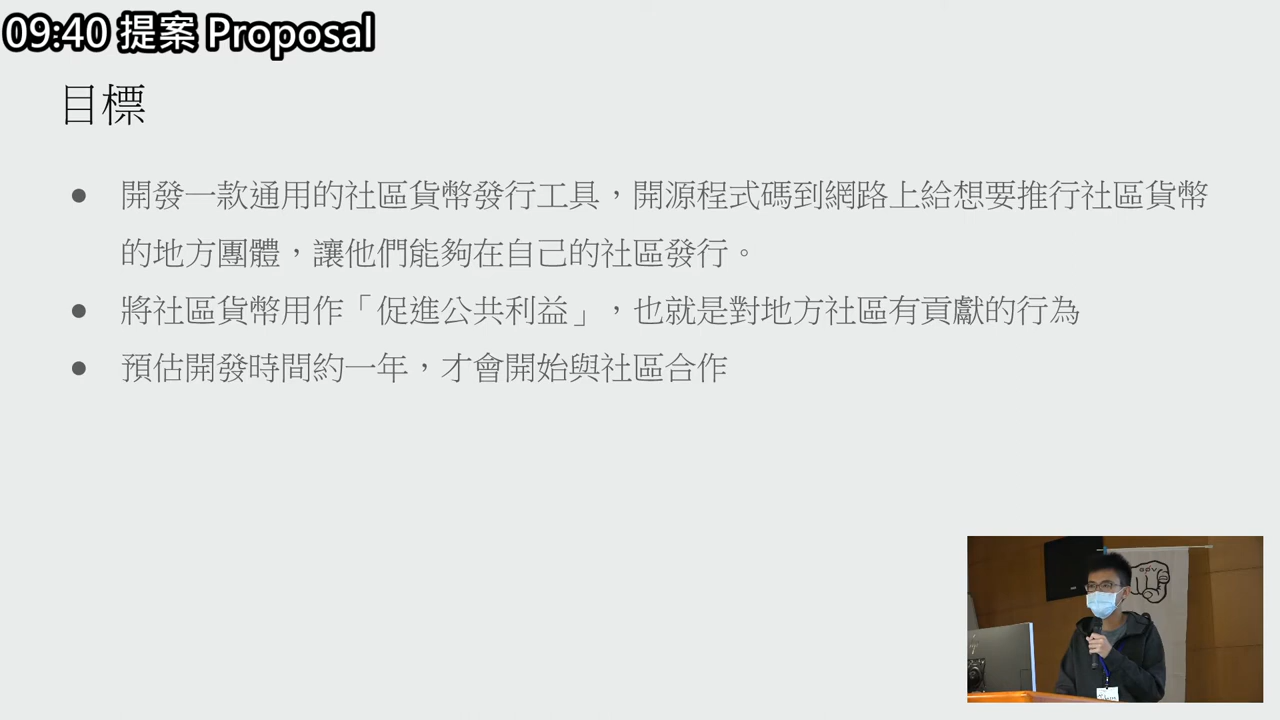 09:40 提案 Proposal
目標
● 開發一款通用的社區貨幣發行工具，開源程式碼到網路上給想要推行社區貨幣
的地方團體，讓他們能夠在自己的社區發行。
● 將社區貨幣用作「促進公共利益」，也就是對地方社區有貢獻的行為
● 預估開發時間約一年，才會開始與社區合作